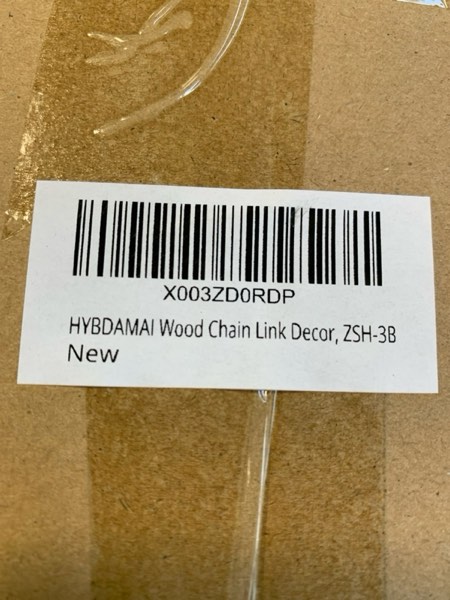 X003ZD0RDP
HYBDAMAI Wood Chain Link Decor, ZSH-3B
New